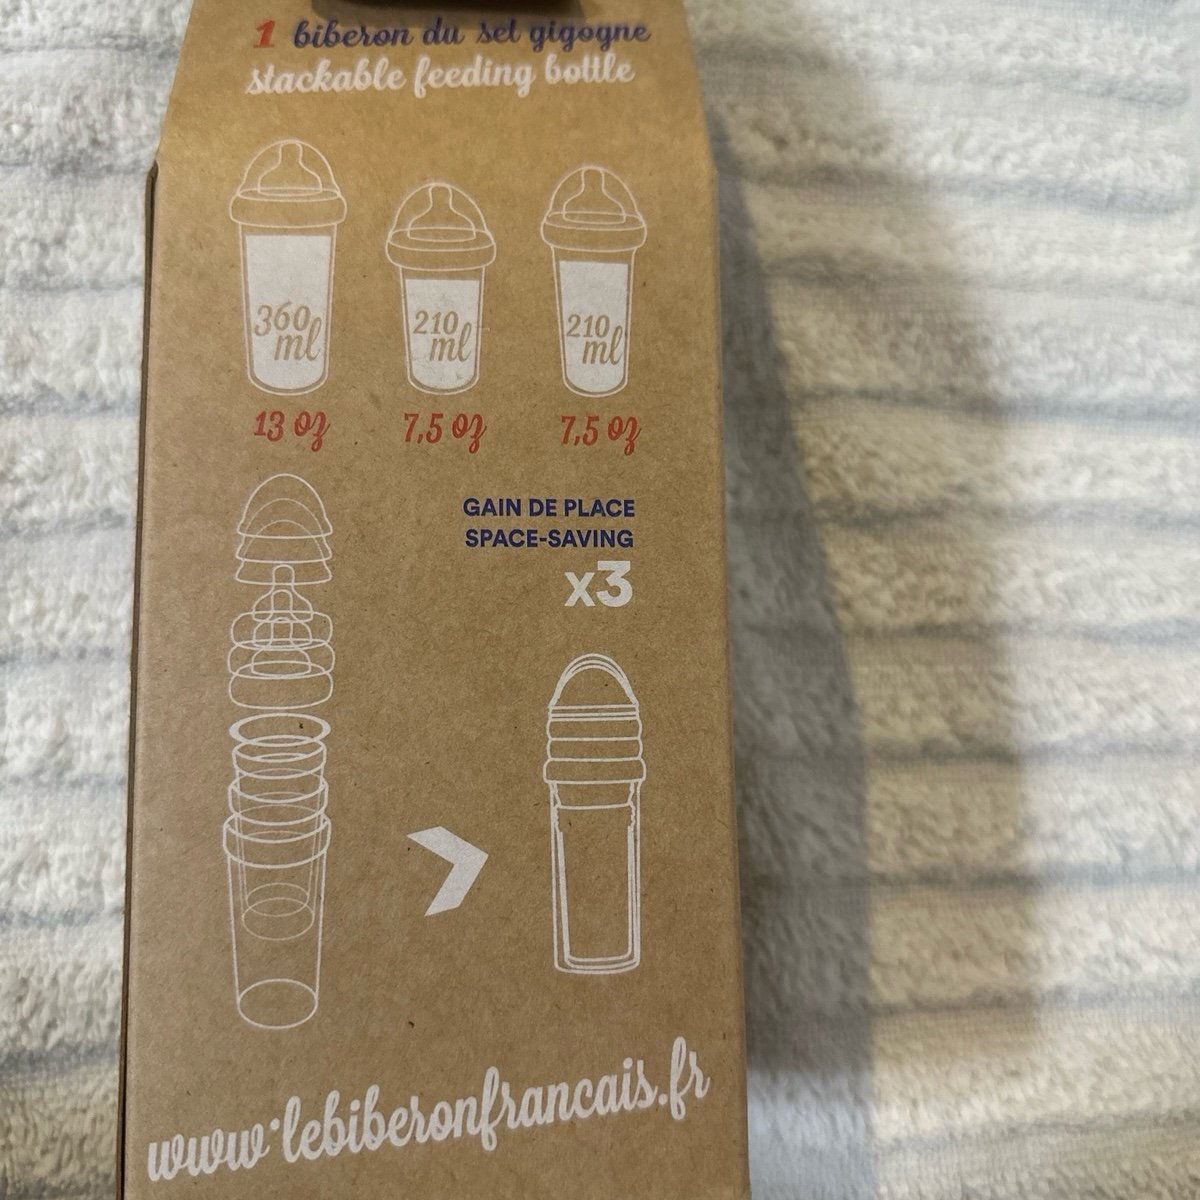 1 biberon du set gigogne
stackable feeding bottle
360 ml
210 ml
210 ml
13 oz
7,5 oz
7,5 oz
GAIN DE PLACE
SPACE-SAVING
x3
www.lebiberonfrancais.fr